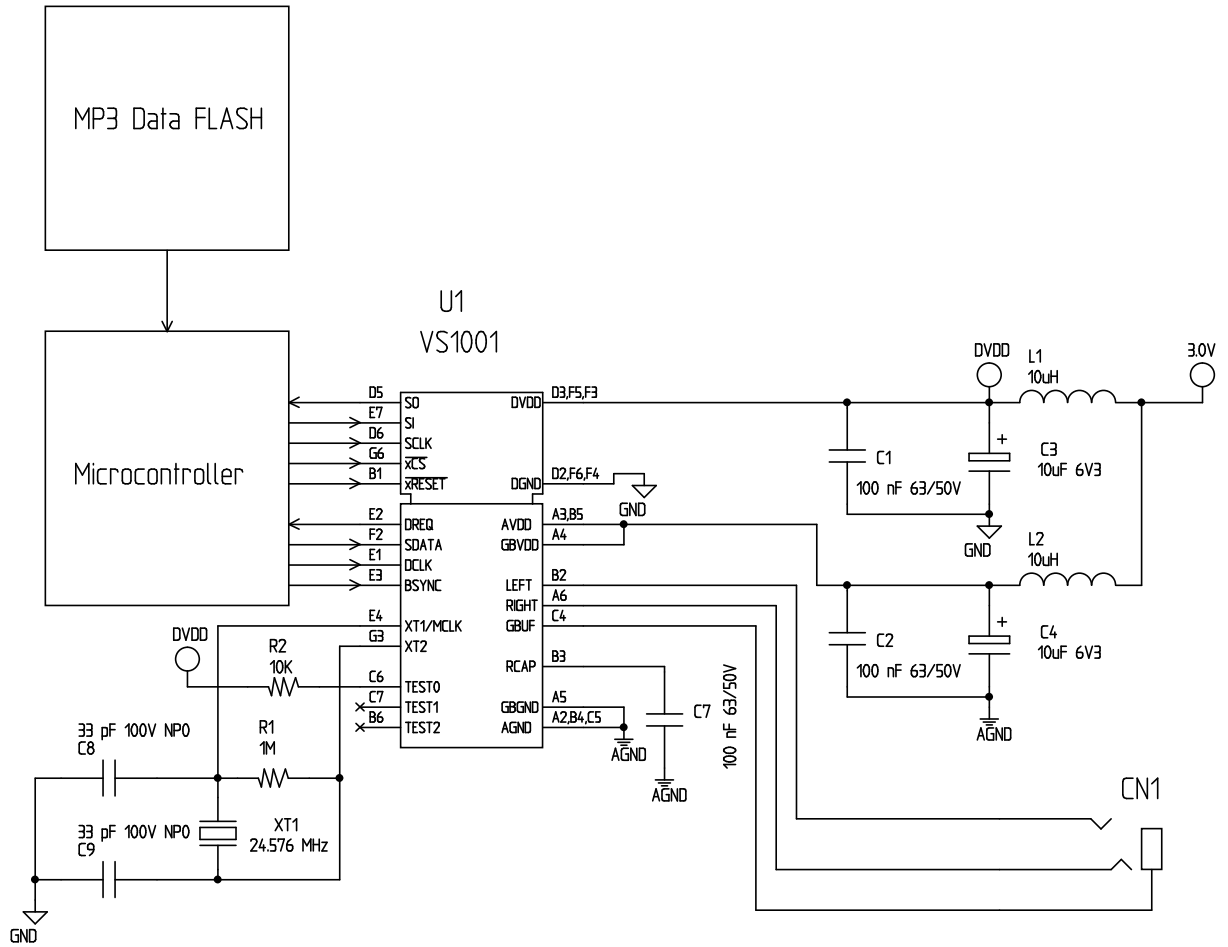 MP3 Data FLASH
U1
VS1001
Microcontroller
D5
E7
D6
G6
B1
E2
F2
E1
E3
E4
G3
C6
C7
B6
SO
SI
SCLK
xCS
xRESET
DREQ
SDATA
DCLK
BSYNC
XT1/MCLK
XT2
TEST0
TEST1
TEST2
DVDD
DGND
AVDD
GBVDD
LEFT
RIGHT
GBUF
RCAP
GBGND
AGND
D3,F5,F3
D2,F6,F4
A3,B5
A4
B2
A6
C4
B3
A5
A2,B4,C5
GND
AGND
C7
100 nF 63/50V
AGND
DVDD
L1
10uH
3.0V
C1
100 nF 63/50V
C3
10uF 6V3
+
GND
L2
10uH
C2
100 nF 63/50V
C4
10uF 6V3
+
AGND
CN1
DVDD
R2
10K
R1
1M
33 pF 100V NP0
C8
33 pF 100V NP0
C9
XT1
24.576 MHz
GND